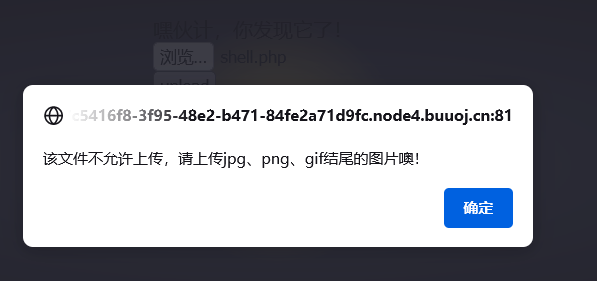 嘿伙计，你发现它了！
浏览... shell.php
upload
c5416f8-3f95-48e2-b471-84fe2a71d9fc.node4.buuoj.cn:81
该文件不允许上传，请上传jpg、png、gif结尾的图片噢！
确定